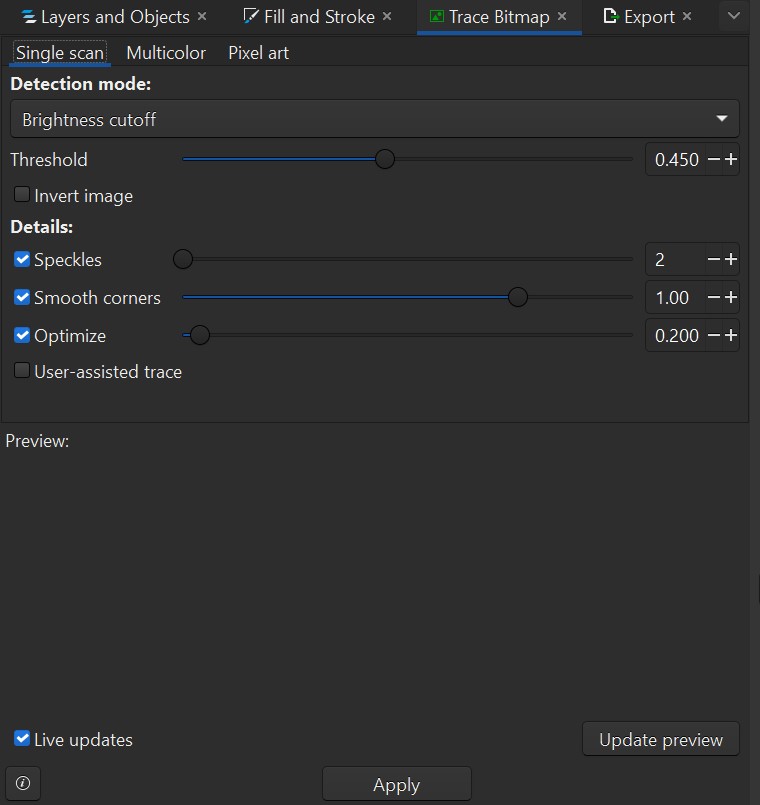 Layers and Objects × Fill and Stroke × Trace Bitmap × Export ×
Single scan Multicolor Pixel art
Detection mode:
Brightness cutoff
Threshold 0.450 −+
Invert image
Details:
Speckles 2 −+
Smooth corners 1.00 −+
Optimize 0.200 −+
User-assisted trace
Preview:
Live updates Update preview
Apply